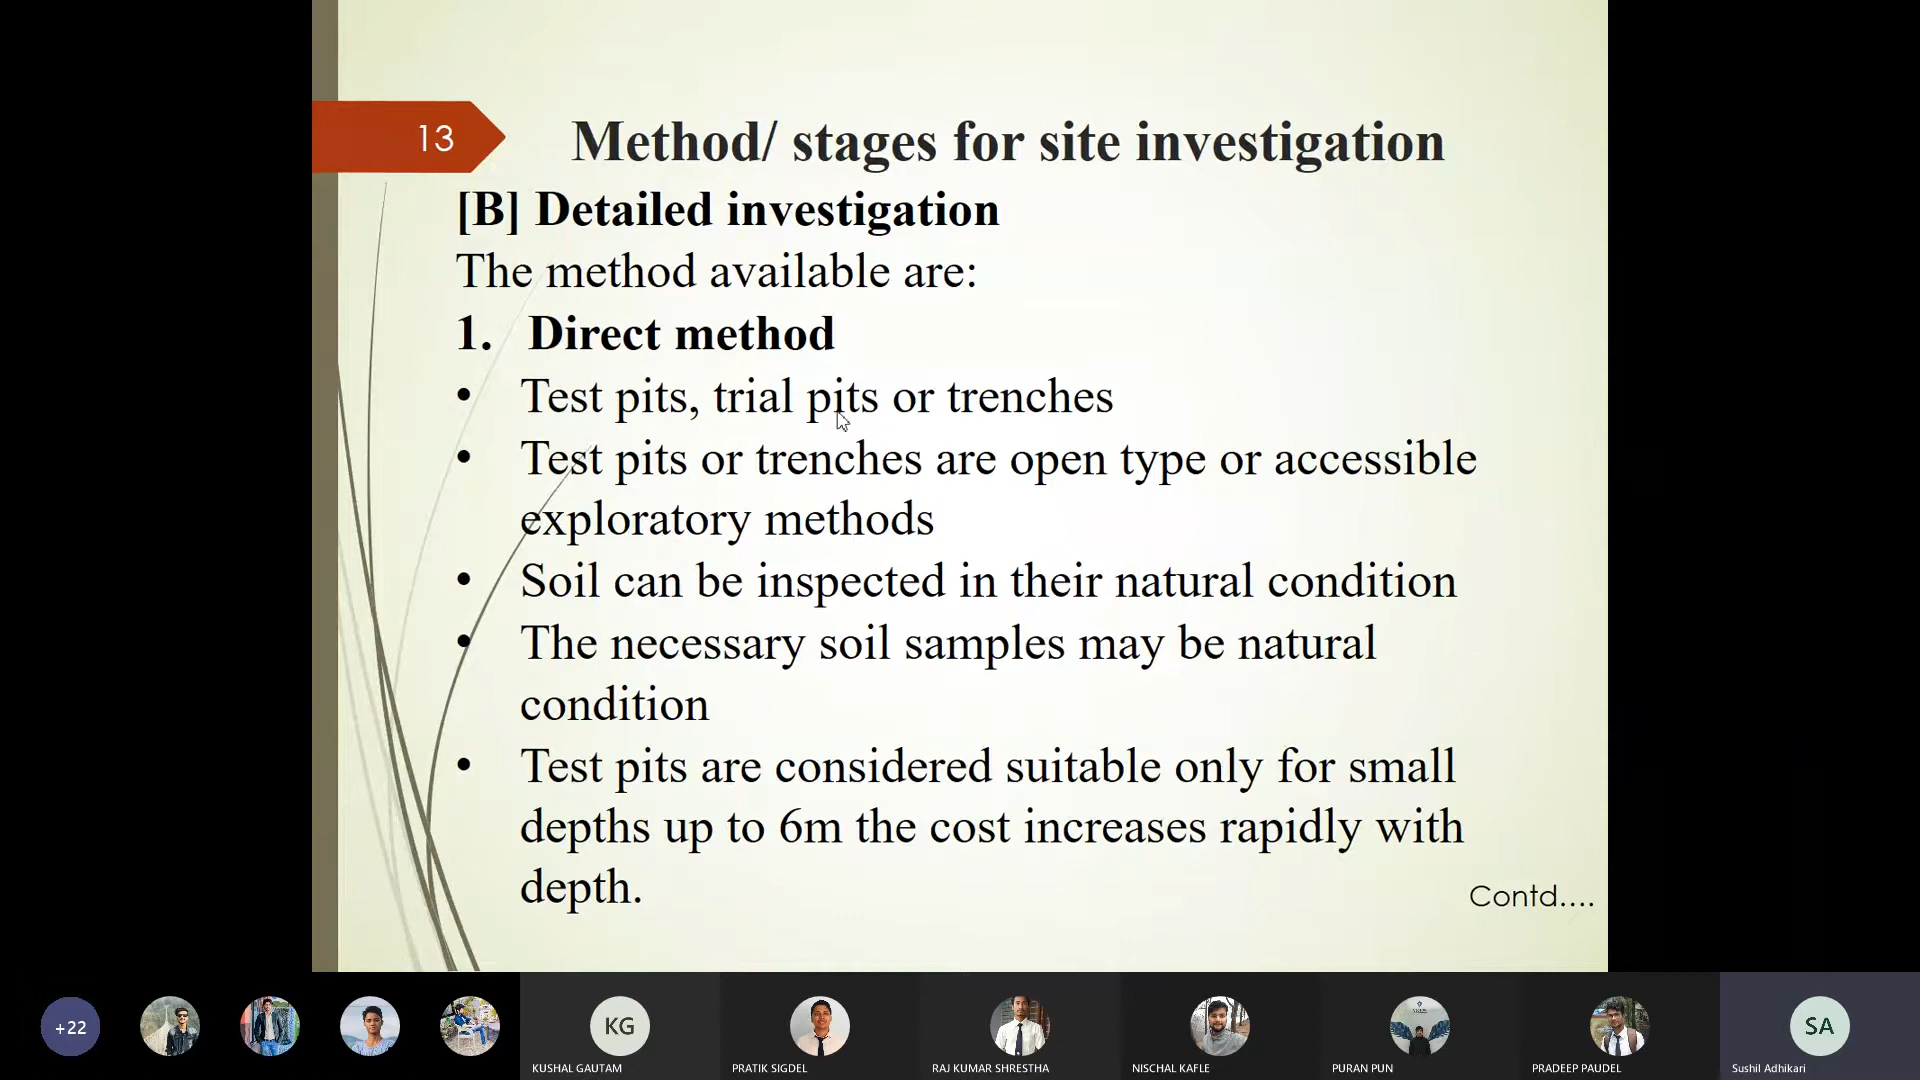 13
Method/ stages for site investigation
[B] Detailed investigation
The method available are:
1. Direct method
• Test pits, trial pits or trenches
• Test pits or trenches are open type or accessible
exploratory methods
• Soil can be inspected in their natural condition
• The necessary soil samples may be natural
condition
• Test pits are considered suitable only for small
depths up to 6m the cost increases rapidly with
depth.
Contd....
+22
KG
SA
KUSHAL GAUTAM
PRATIK SIGDEL
RAJ KUMAR SHRESTHA
NISCHAL KAFLE
PURAN PUN
PRADEEP PAUDEL
Sushil Adhikari